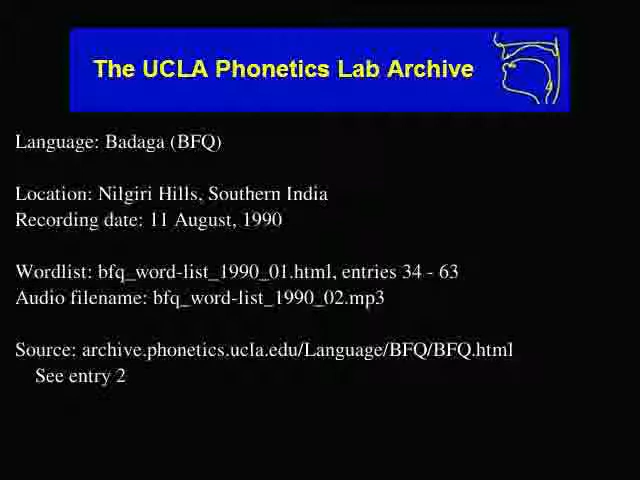 The UCLA Phonetics Lab Archive
Language: Badaga (BFQ)
Location: Nilgiri Hills, Southern India
Recording date: 11 August, 1990
Wordlist: bfq_word-list_1990_01.html, entries 34 - 63
Audio filename: bfq_word-list_1990_02.mp3
Source: archive.phonetics.ucla.edu/Language/BFQ/BFQ.html
See entry 2